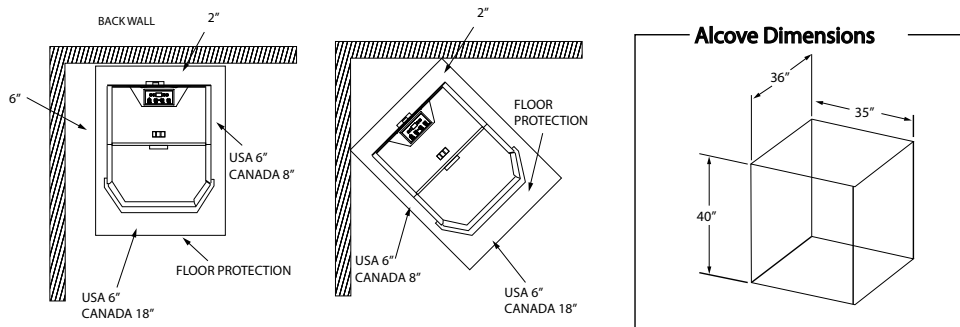 BACK WALL
2”
6”
USA 6”
CANADA 8”
FLOOR PROTECTION
USA 6”
CANADA 18”
2”
FLOOR
PROTECTION
USA 6”
CANADA 8”
USA 6”
CANADA 18”
Alcove Dimensions
36”
35”
40”